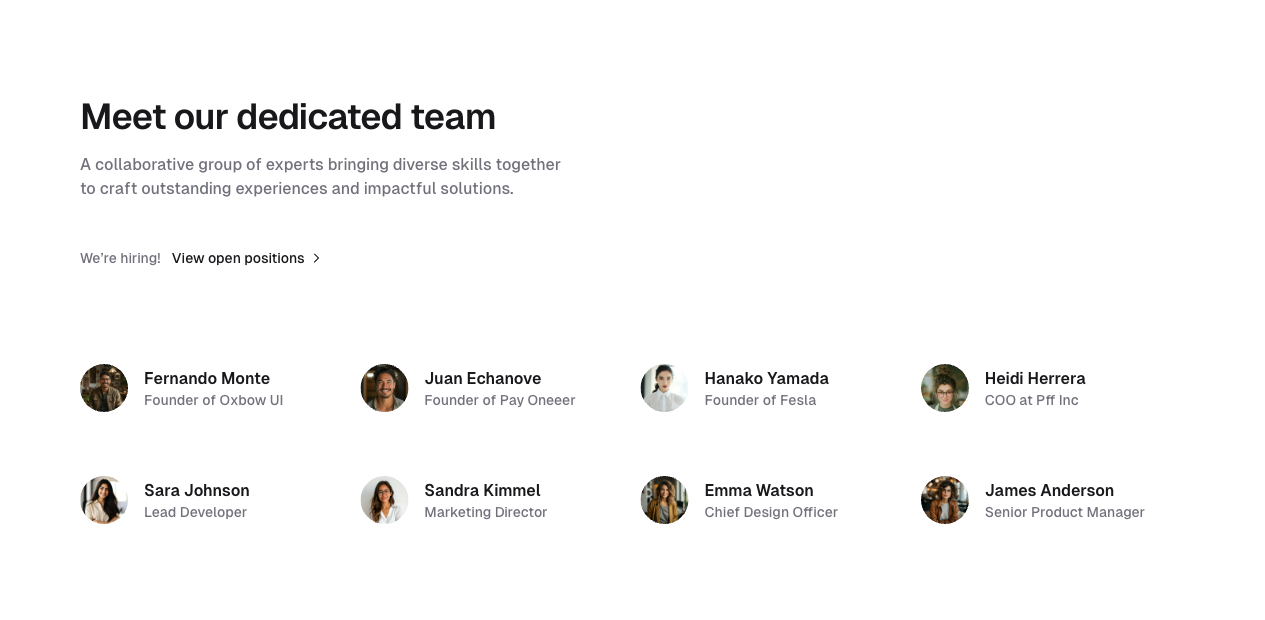 Meet our dedicated team
A collaborative group of experts bringing diverse skills together
to craft outstanding experiences and impactful solutions.
We're hiring! View open positions
Fernando Monte
Founder of Oxbow UI
Juan Echanove
Founder of Pay Oneeer
Hanako Yamada
Founder of Fesla
Heidi Herrera
COO at Pff Inc
Sara Johnson
Lead Developer
Sandra Kimmel
Marketing Director
Emma Watson
Chief Design Officer
James Anderson
Senior Product Manager